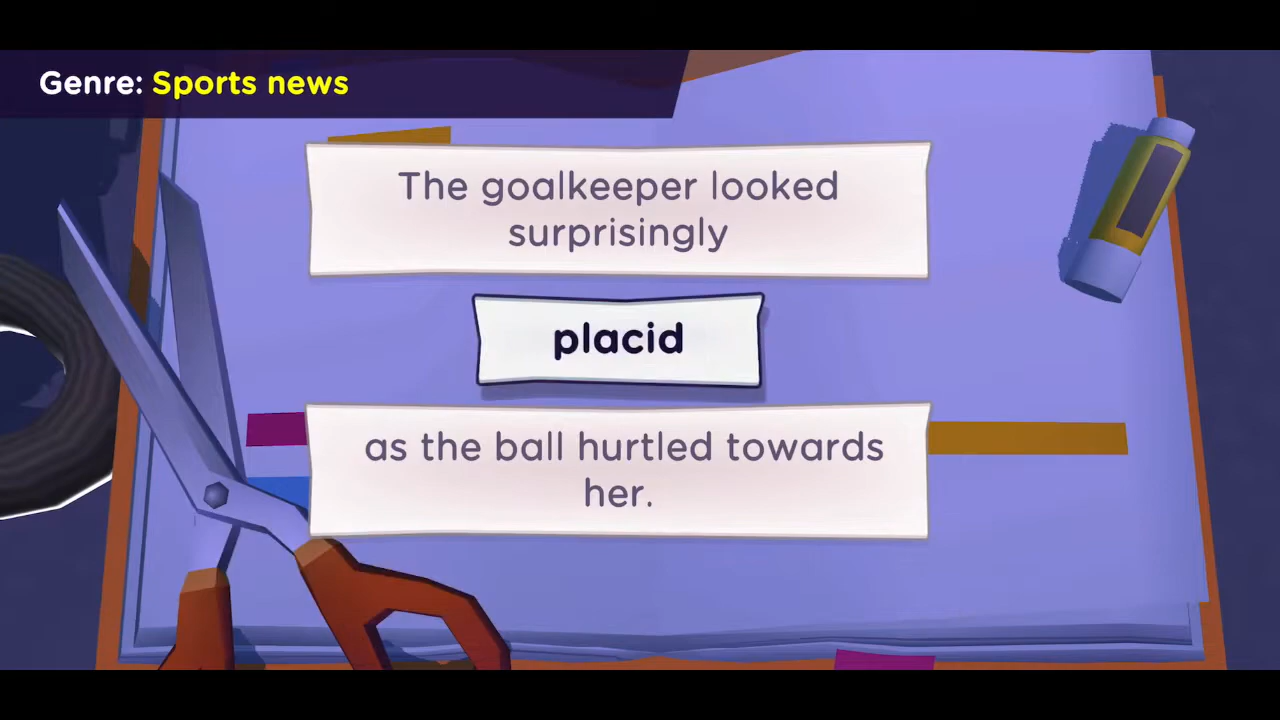 Genre: Sports news
The goalkeeper looked
surprisingly
placid
as the ball hurtled towards
her.